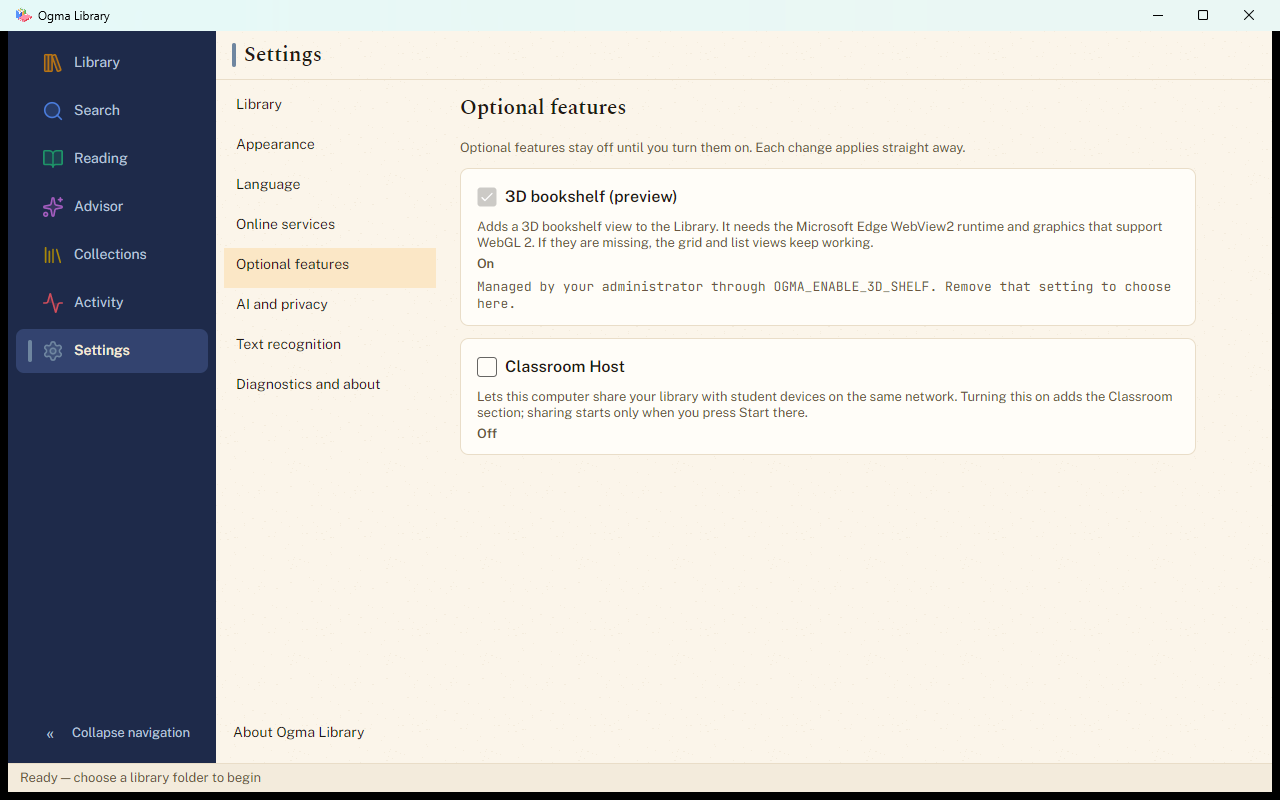 Ogma Library
Library
Search
Reading
Advisor
Collections
Activity
Settings
« Collapse navigation
Settings
Library
Appearance
Language
Online services
Optional features
AI and privacy
Text recognition
Diagnostics and about
About Ogma Library
Optional features
Optional features stay off until you turn them on. Each change applies straight away.
3D bookshelf (preview)
Adds a 3D bookshelf view to the Library. It needs the Microsoft Edge WebView2 runtime and graphics that support
WebGL 2. If they are missing, the grid and list views keep working.
On
Managed by your administrator through OGMA_ENABLE_3D_SHELF. Remove that setting to choose
here.
Classroom Host
Lets this computer share your library with student devices on the same network. Turning this on adds the Classroom
section; sharing starts only when you press Start there.
Off
Ready — choose a library folder to begin